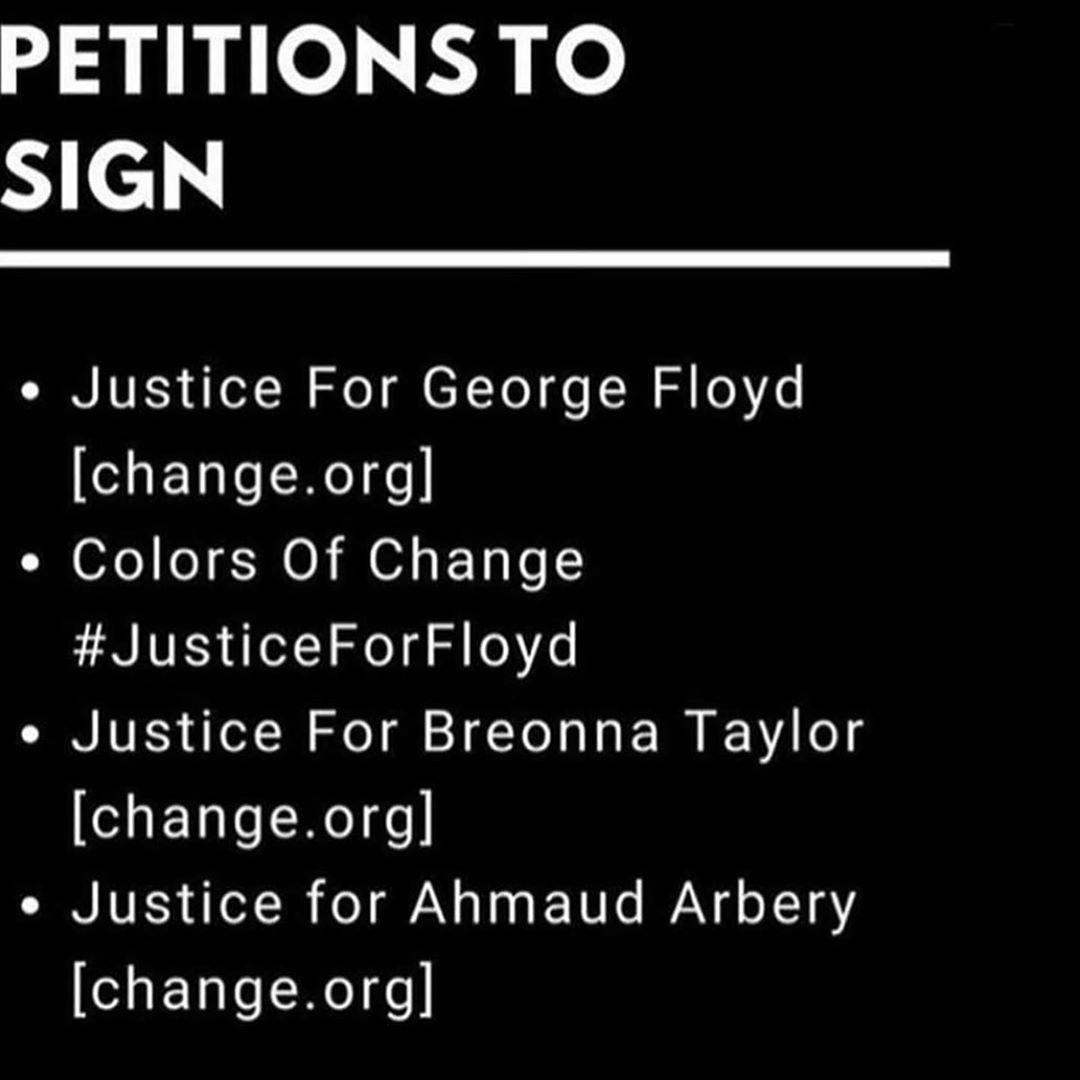 PETITIONS TO
SIGN
• Justice For George Floyd
[change.org]
• Colors Of Change
#JusticeForFloyd
• Justice For Breonna Taylor
[change.org]
• Justice for Ahmaud Arbery
[change.org]